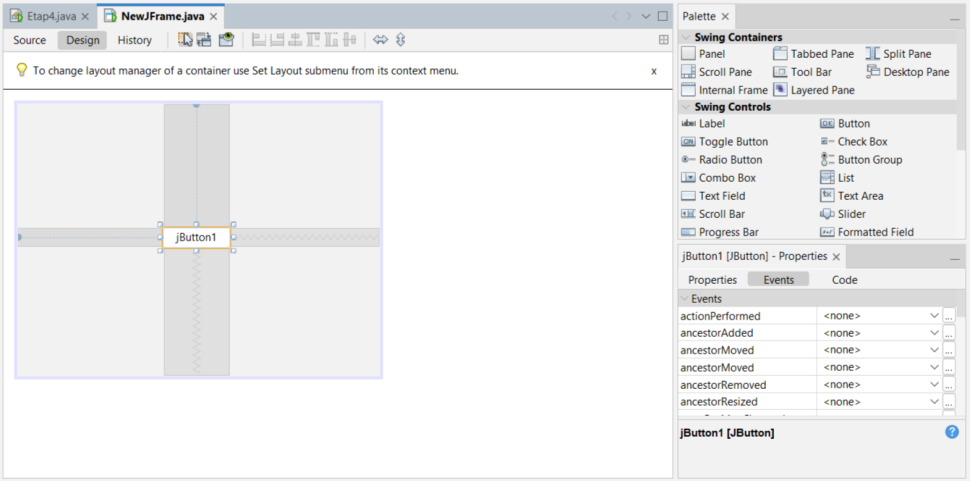 Etap4.java
NewJFrame.java
Source Design History
To change layout manager of a container use Set Layout submenu from its context menu. x
jButton1
Palette
Swing Containers
Panel Tabbed Pane Split Pane
Scroll Pane Tool Bar Desktop Pane
Internal Frame Layered Pane
Swing Controls
Label Button
Toggle Button Check Box
Radio Button Button Group
Combo Box List
Text Field Text Area
Scroll Bar Slider
Progress Bar Formatted Field
jButton1 [JButton] - Properties
Properties Events Code
Events
actionPerformed <none> ...
ancestorAdded <none> ...
ancestorMoved <none> ...
ancestorMoved <none> ...
ancestorRemoved <none> ...
ancestorResized <none> ...
jButton1 [JButton] ?